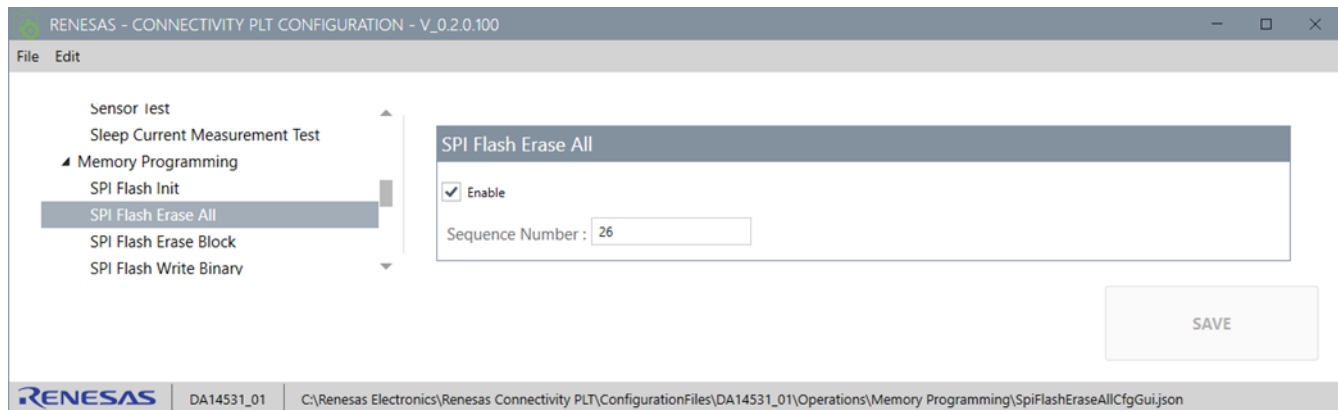 RENESAS - CONNECTIVITY PLT CONFIGURATION - V_0.2.0.100
File Edit
Sensor Test
Sleep Current Measurement Test
Memory Programming
SPI Flash Init
SPI Flash Erase All
SPI Flash Erase Block
SPI Flash Write Binary
SPI Flash Erase All
Enable
Sequence Number : 26
SAVE
RENESAS DA14531_01 C:\Renesas Electronics\Renesas Connectivity PLT\ConfigurationFiles\DA14531_01\Operations\Memory Programming\SpiFlashEraseAllCfgGui.json